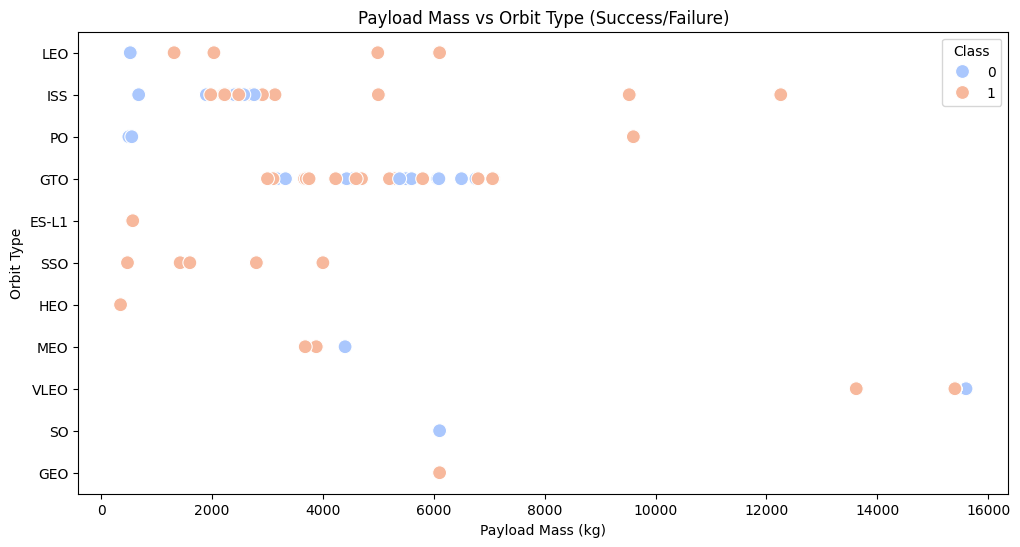 Payload Mass vs Orbit Type (Success/Failure)
Class
0
1
Orbit Type
LEO
ISS
PO
GTO
ES-L1
SSO
HEO
MEO
VLEO
SO
GEO
0 2000 4000 6000 8000 10000 12000 14000 16000
Payload Mass (kg)